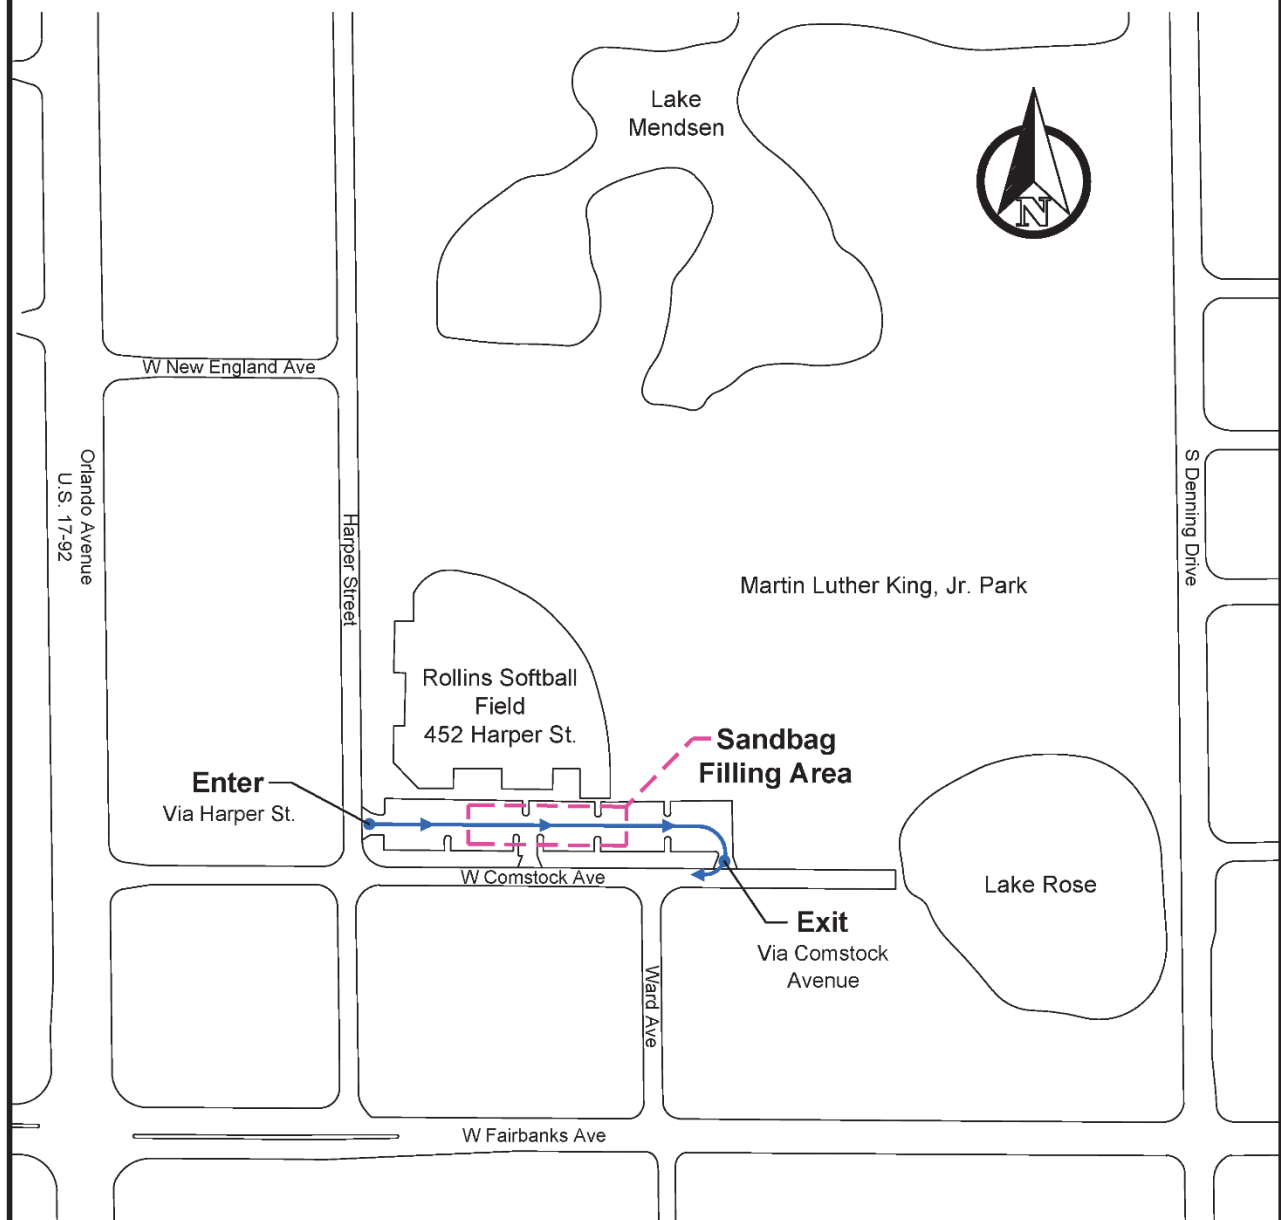 Lake
Mendsen
N
W New England Ave
Orlando Avenue
U.S. 17-92
Harper Street
S Denning Drive
Martin Luther King, Jr. Park
Rollins Softball
Field
452 Harper St.
Sandbag
Filling Area
Enter
Via Harper St.
W Comstock Ave
Lake Rose
Exit
Via Comstock
Avenue
Ward Ave
W Fairbanks Ave